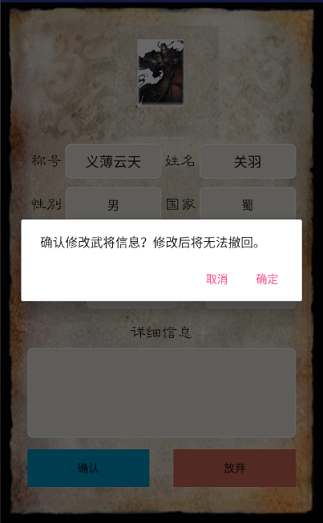 称号 义薄云天 姓名 关羽
性别 男 国家 蜀
确认修改武将信息？修改后将无法撤回。
取消 确定
详细信息
确认 放弃